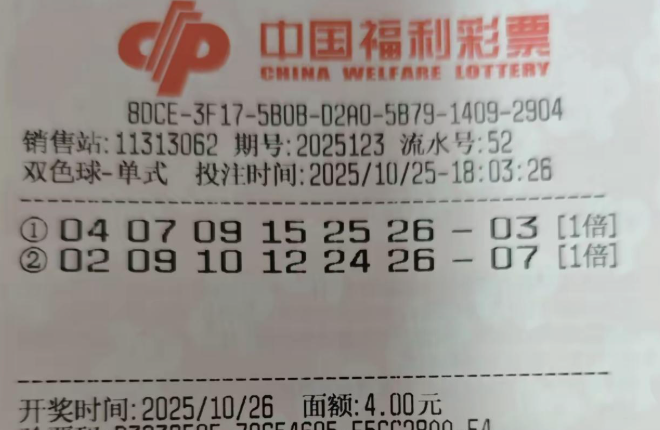 中国福利彩票
CHINA WELFARE LOTTERY
8DCE-3F17-5B0B-D2A0-5B79-1409-2904
销售站:11313062 期号:2025123 流水号:52
双色球-单式 投注时间:2025/10/25-18:03:26
① 04 07 09 15 25 26 - 03 [1倍]
② 02 09 10 12 24 26 - 07 [1倍]
开奖时间:2025/10/26 面额:4.00元